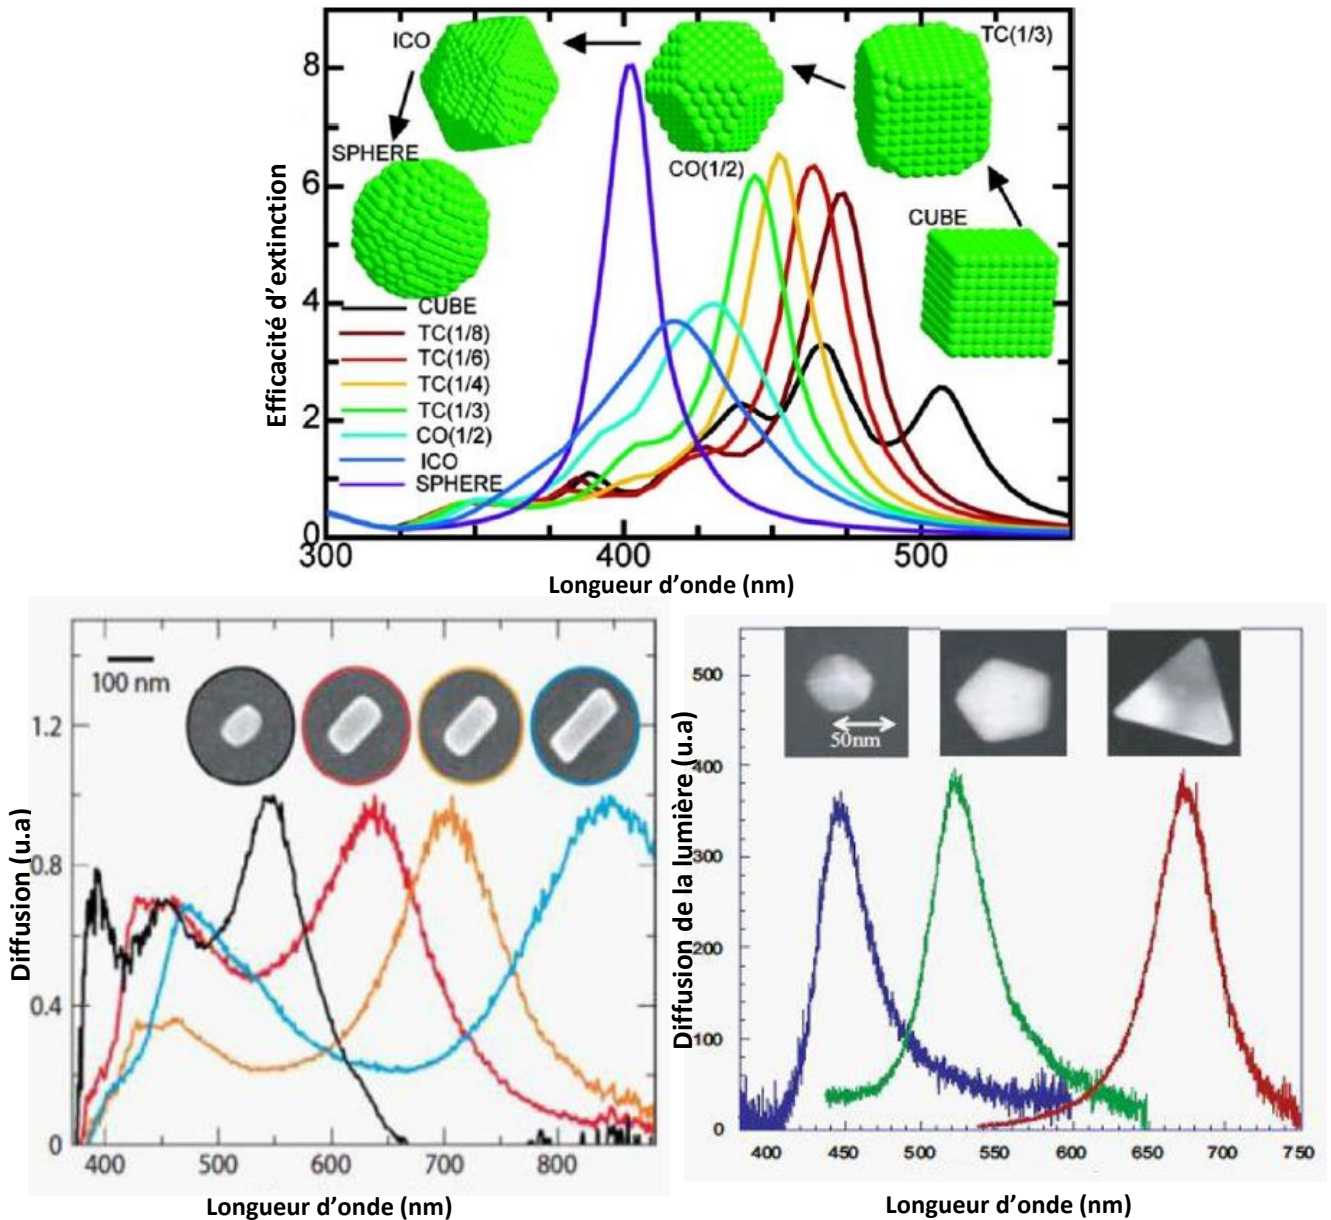 8
6
4
2
0
Efficacité d'extinction
ICO
TC(1/3)
SPHERE
CO(1/2)
CUBE
CUBE
TC(1/8)
TC(1/6)
TC(1/4)
TC(1/3)
CO(1/2)
ICO
SPHERE
300
400
500
Longueur d'onde (nm)
100 nm
1.2
0.8
0.4
0
Diffusion (u.a)
400
500
600
700
800
Longueur d'onde (nm)
50nm
500
400
300
200
100
0
Diffusion de la lumière (u.a)
400
450
500
550
600
650
700
750
Longueur d'onde (nm)